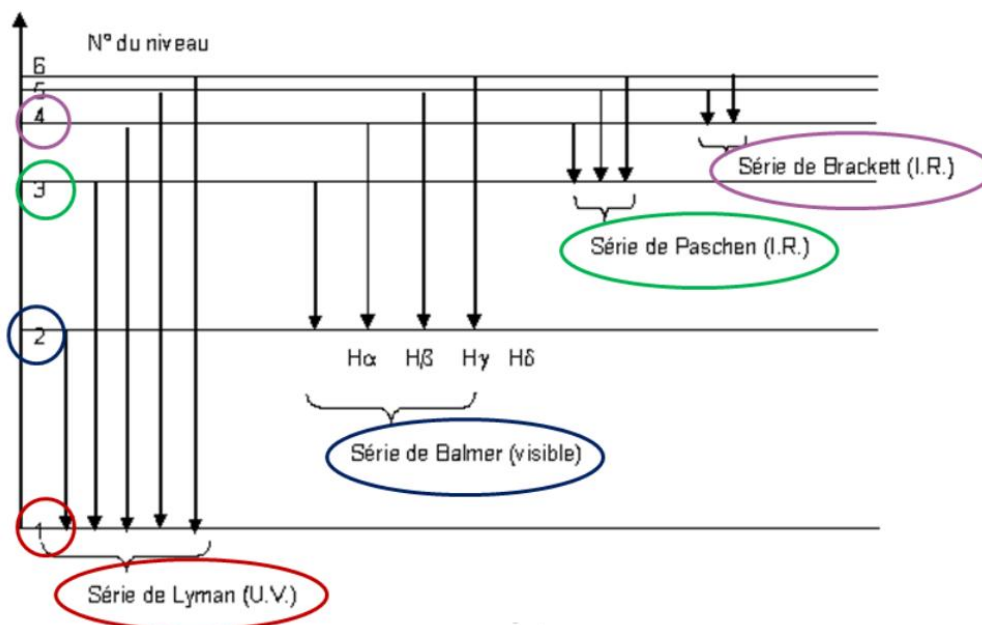 N° du niveau
6
5
4
Série de Brackett (I.R.)
3
Série de Paschen (I.R.)
2
Hα Hβ Hγ Hδ
Série de Balmer (visible)
1
Série de Lyman (U.V.)